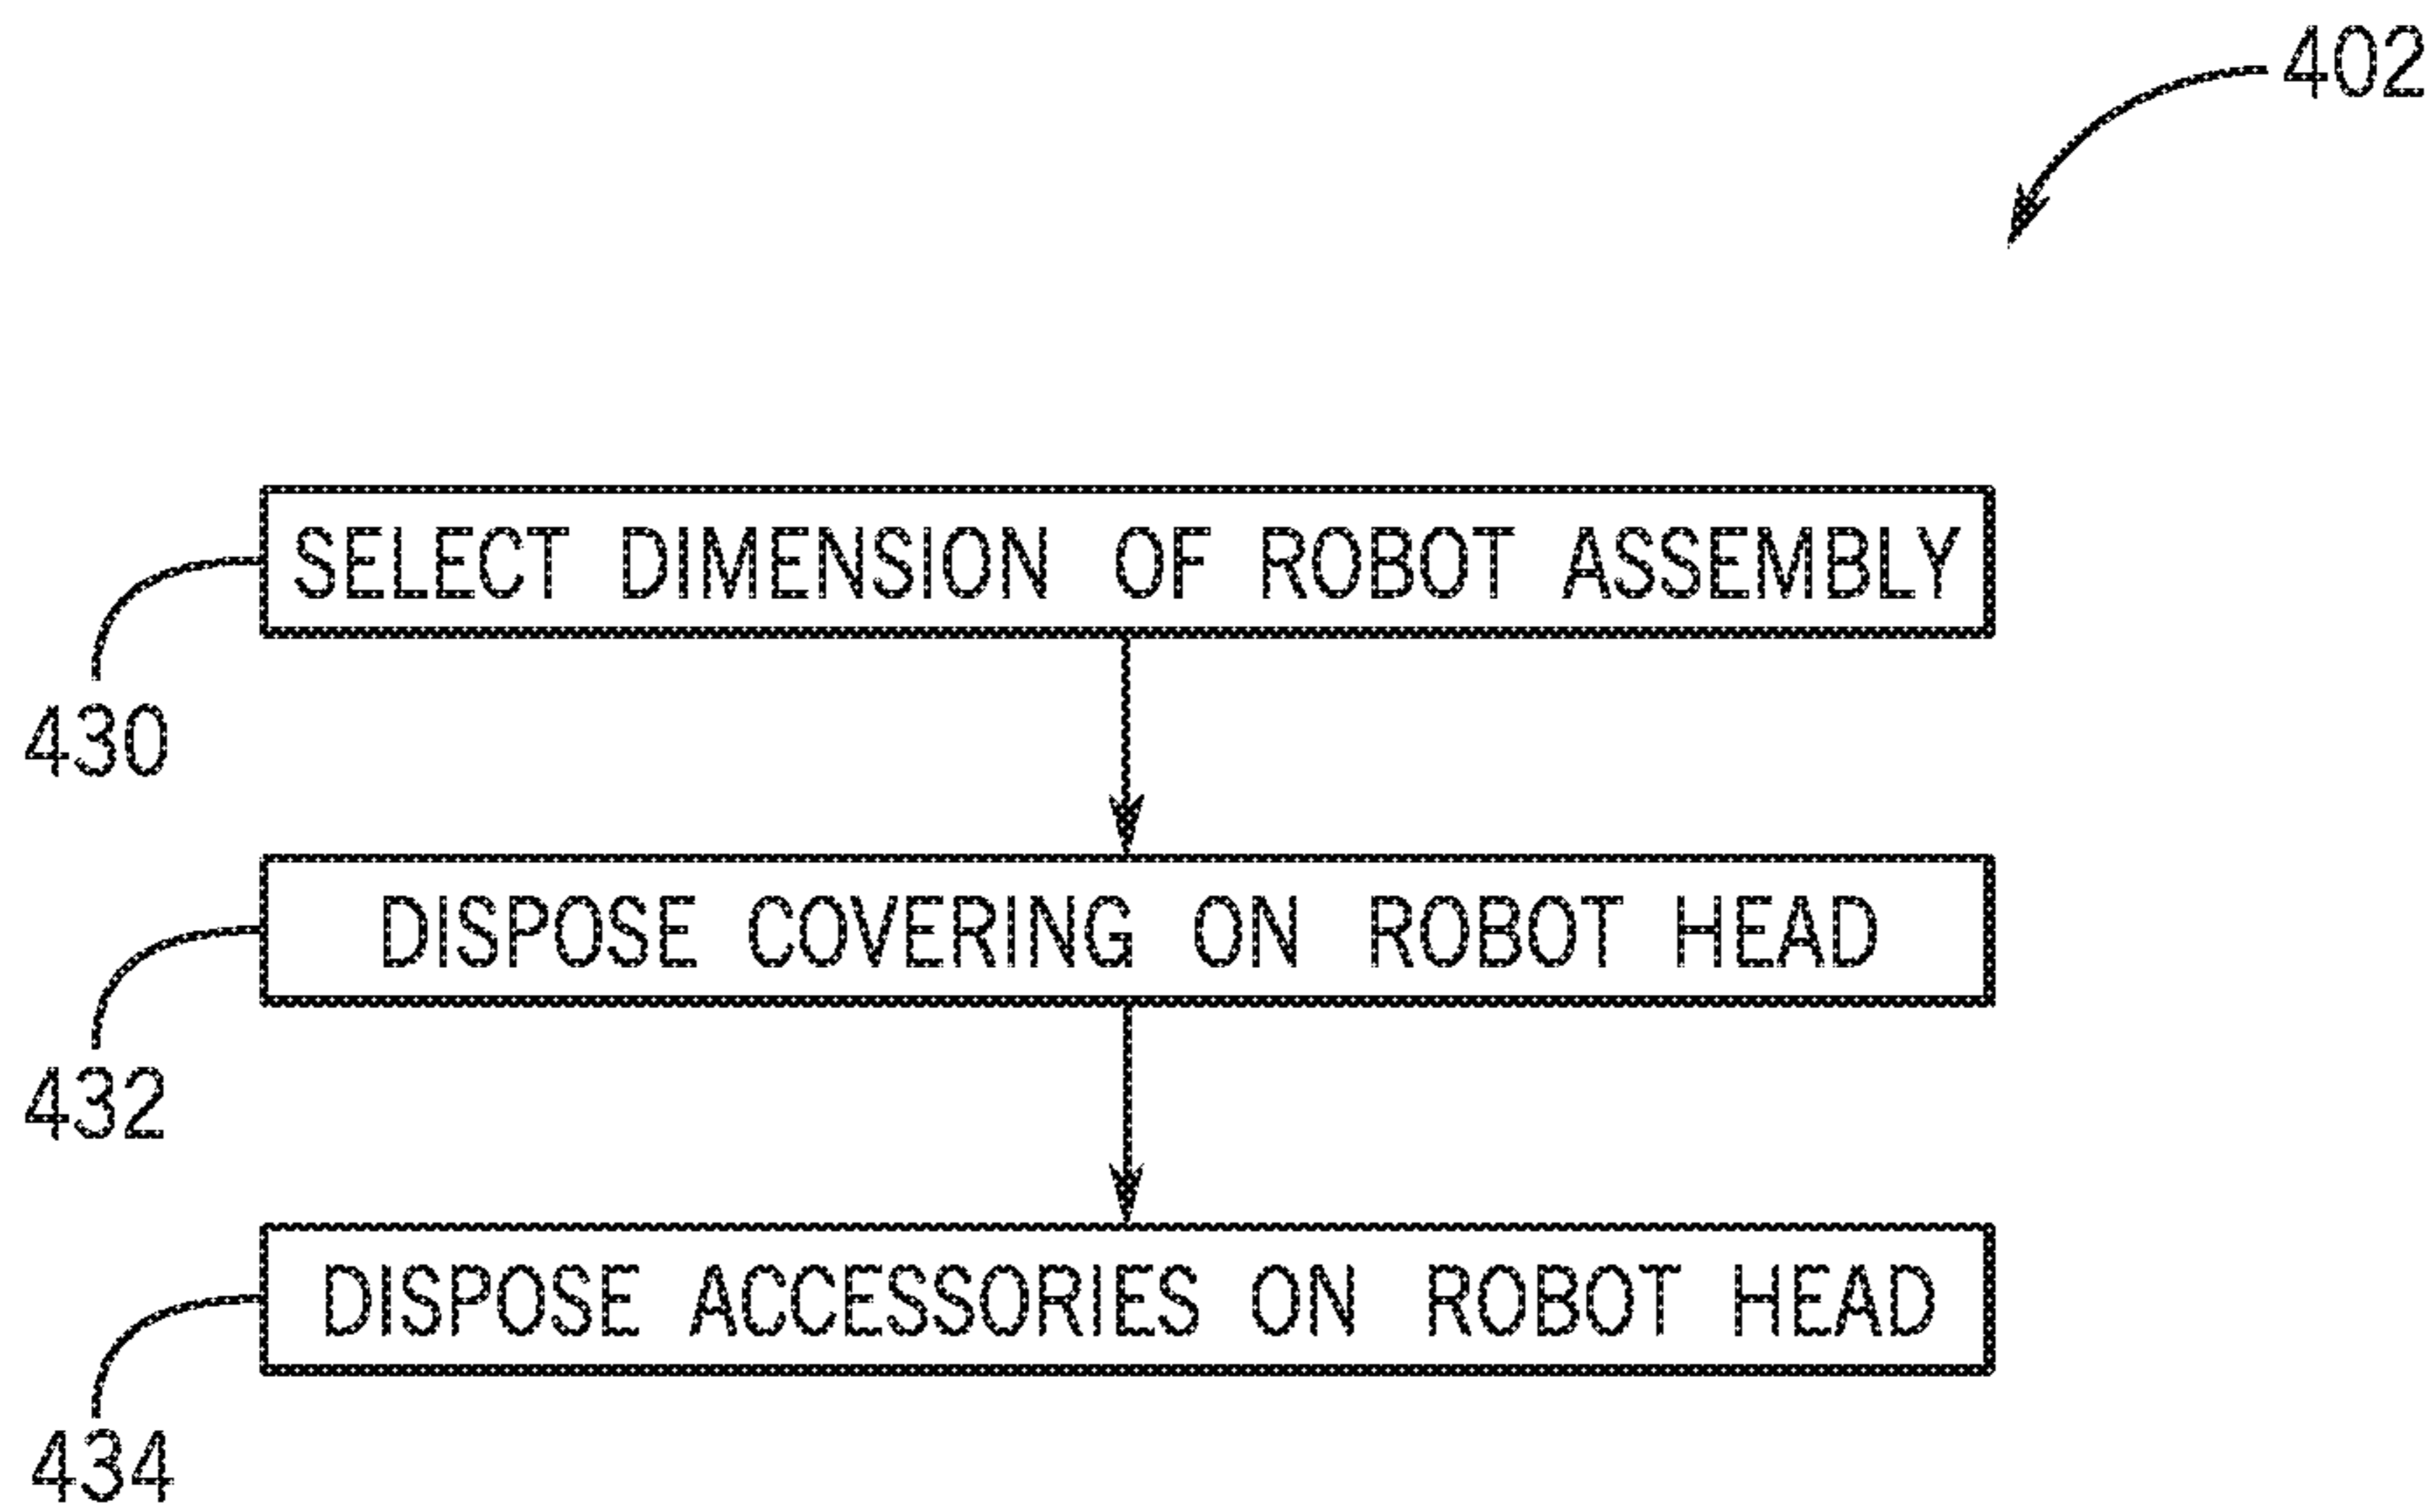 402
SELECT DIMENSION OF ROBOT ASSEMBLY
430
DISPOSE COVERING ON ROBOT HEAD
432
DISPOSE ACCESSORIES ON ROBOT HEAD
434